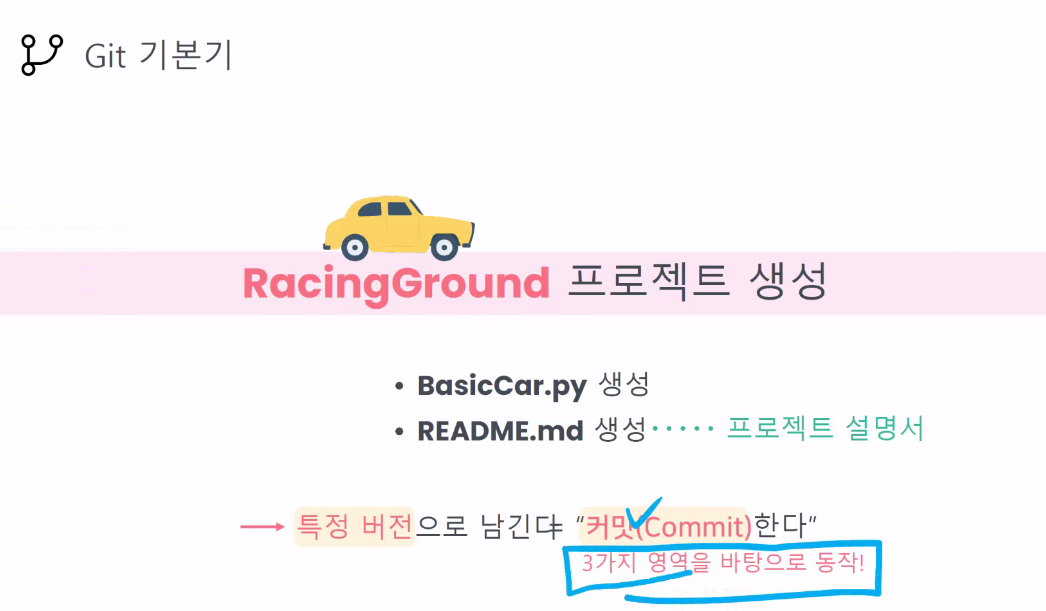 Git 기본기
RacingGround 프로젝트 생성
• BasicCar.py 생성
• README.md 생성····· 프로젝트 설명서
→ 특정 버전으로 남긴다 = “커밋(Commit)한다”
3가지 영역을 바탕으로 동작!